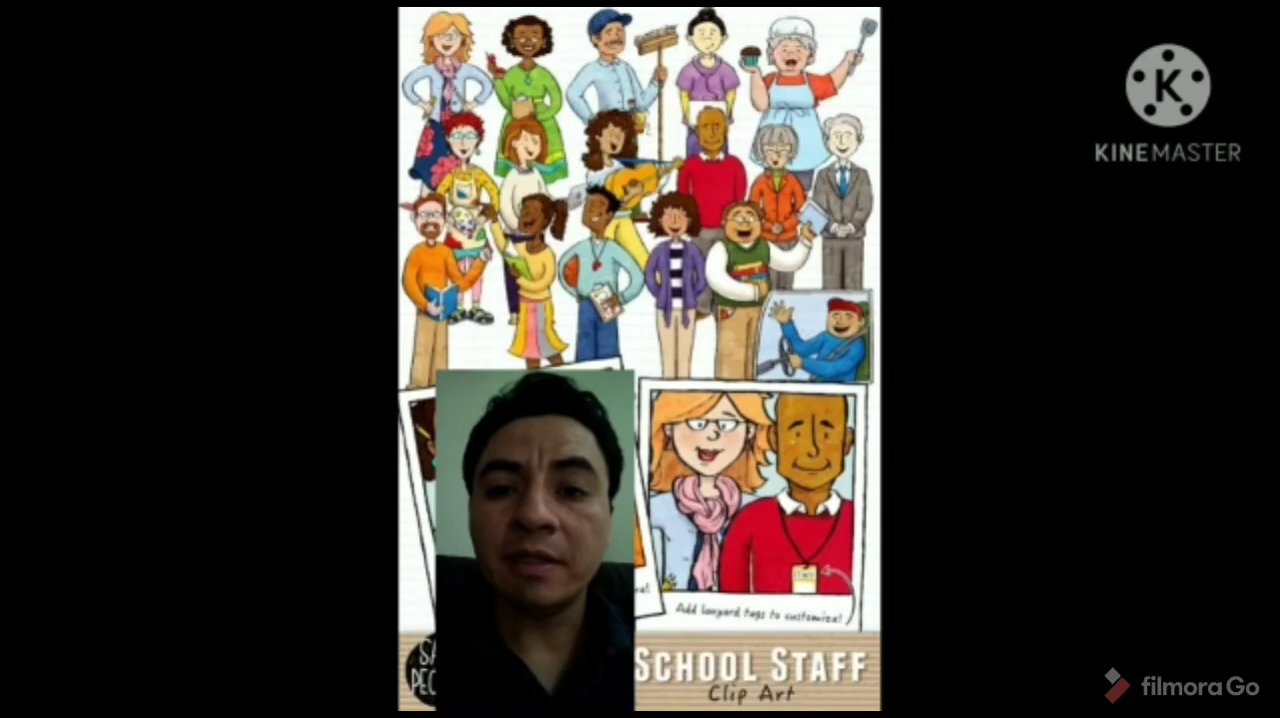 K
KINEMASTER
Add lanyard tags to customize!
SCHOOL STAFF
Clip Art
filmoraGo